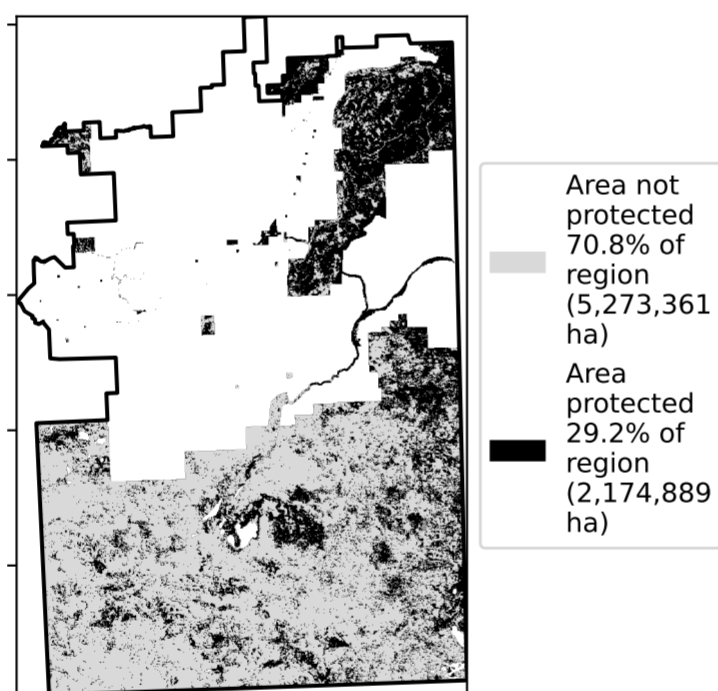 Area not
protected
70.8% of
region
(5,273,361
ha)
Area
protected
29.2% of
region
(2,174,889
ha)